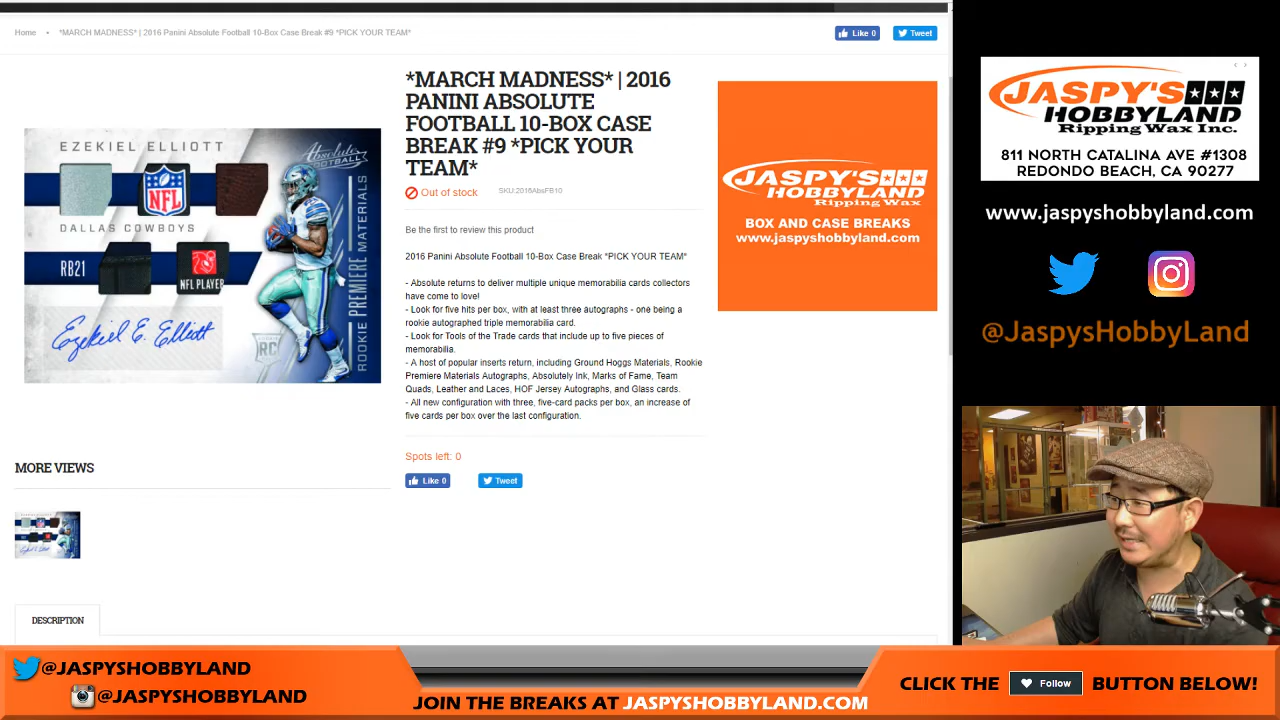 Home • *MARCH MADNESS* | 2016 Panini Absolute Football 10-Box Case Break #9 *PICK YOUR TEAM*
Like 0
Tweet
EZEKIEL ELLIOTT
Absolute
FOOTBALL
NFL
DALLAS COWBOYS
RB21
NFL PLAYER
Ezekiel E. Elliott
RC
ROOKIE PREMIERE MATERIALS
*MARCH MADNESS* | 2016
PANINI ABSOLUTE
FOOTBALL 10-BOX CASE
BREAK #9 *PICK YOUR
TEAM*
Out of stock
SKU:2016AbsFB10
Be the first to review this product
2016 Panini Absolute Football 10-Box Case Break *PICK YOUR TEAM*
- Absolute returns to deliver multiple unique memorabilia cards collectors
have come to love!
- Look for five hits per box, with at least three autographs - one being a
rookie autographed triple memorabilia card.
- Look for Tools of the Trade cards that include up to five pieces of
memorabilia.
- A host of popular inserts return, including Ground Hoggs Materials, Rookie
Premiere Materials Autographs, Absolutely Ink, Marks of Fame, Team
Quads, Leather and Laces, HOF Jersey Autographs, and Glass cards.
- All new configuration with three, five-card packs per box, an increase of
five cards per box over the last configuration.
Spots left: 0
Like 0
Tweet
JASPY'S
HOBBYLAND
Ripping Wax
BOX AND CASE BREAKS
www.jaspyshobbyland.com
MORE VIEWS
DESCRIPTION
JASPY'S
HOBBYLAND
Ripping Wax Inc.
811 NORTH CATALINA AVE #1308
REDONDO BEACH, CA 90277
www.jaspyshobbyland.com
@JaspysHobbyLand
@JASPYSHOBBYLAND
@JASPYSHOBBYLAND
JOIN THE BREAKS AT JASPYSHOBBYLAND.COM
CLICK THE Follow BUTTON BELOW!